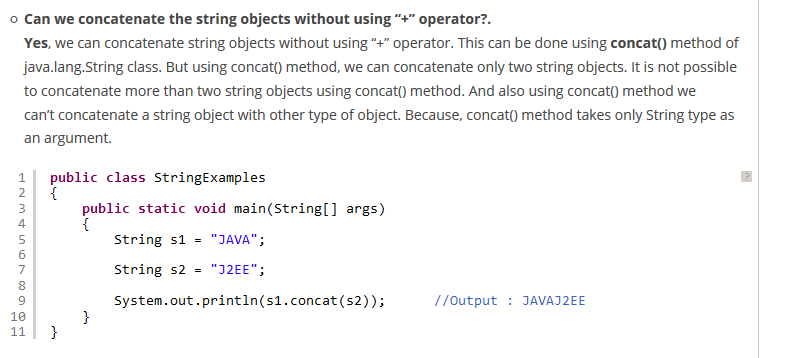 ○ Can we concatenate the string objects without using “+” operator?.
Yes, we can concatenate string objects without using “+” operator. This can be done using concat() method of
java.lang.String class. But using concat() method, we can concatenate only two string objects. It is not possible
to concatenate more than two string objects using concat() method. And also using concat() method we
can’t concatenate a string object with other type of object. Because, concat() method takes only String type as
an argument.
1 public class StringExamples ?
2 {
3     public static void main(String[] args)
4     {
5         String s1 = "JAVA";
6
7         String s2 = "J2EE";
8
9         System.out.println(s1.concat(s2));      //Output : JAVAJ2EE
10     }
11 }